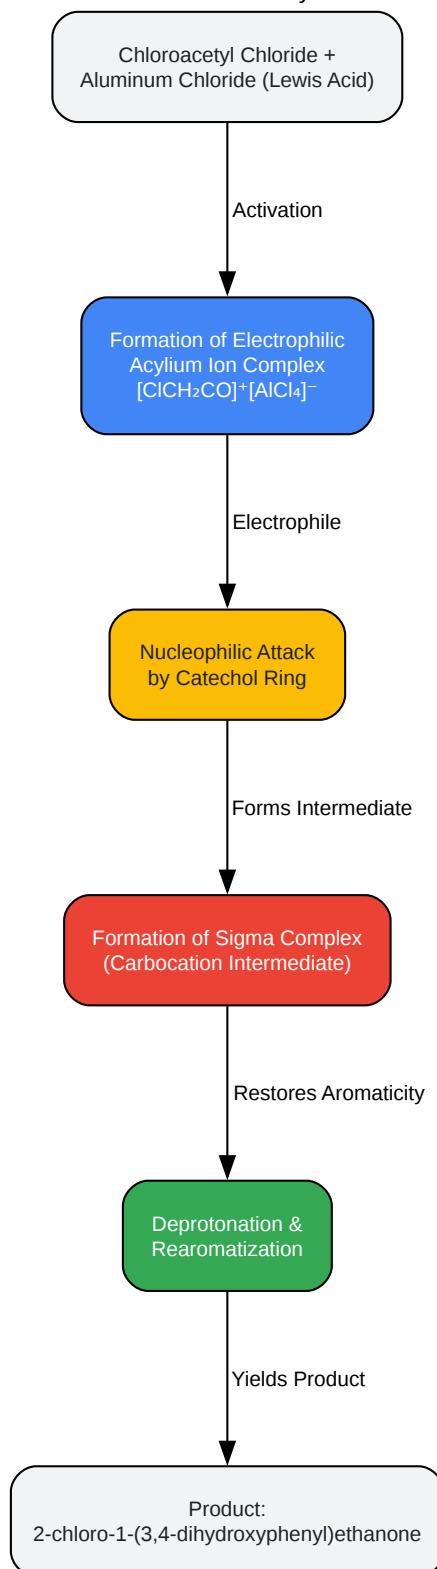 Chloroacetyl Chloride +
Aluminum Chloride (Lewis Acid)
Activation
Formation of Electrophilic
Acylium Ion Complex
[ClCH₂CO]⁺[AlCl₄]⁻
Electrophile
Nucleophilic Attack
by Catechol Ring
Forms Intermediate
Formation of Sigma Complex
(Carbocation Intermediate)
Restores Aromaticity
Deprotonation &
Rearomatization
Yields Product
Product:
2-chloro-1-(3,4-dihydroxyphenyl)ethanone